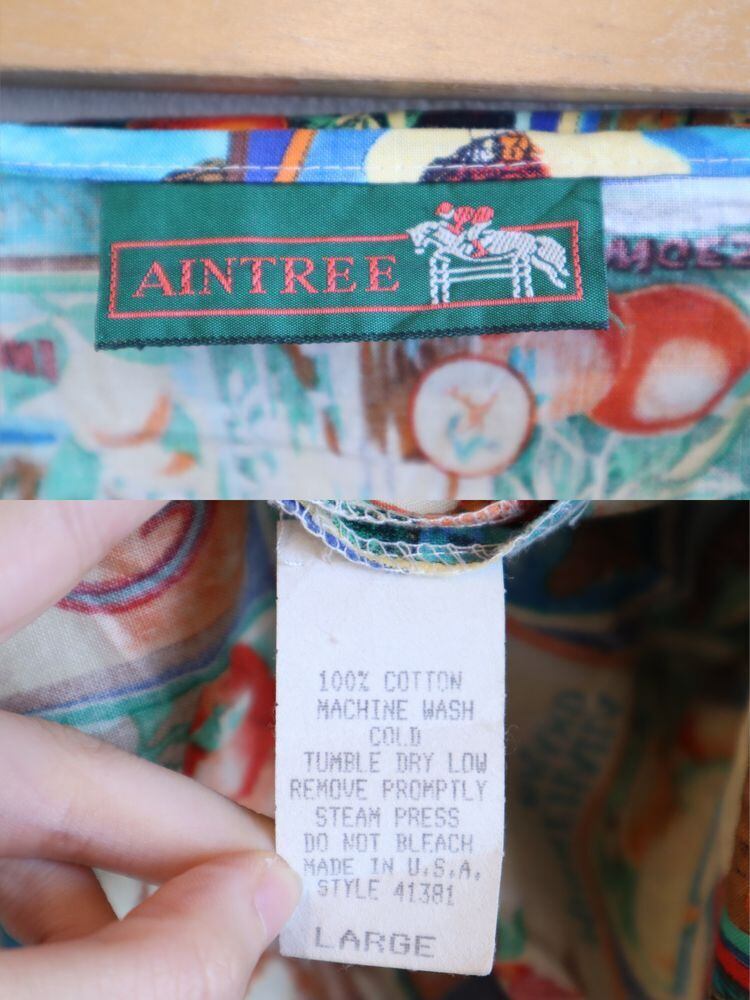 AINTREE
100% COTTON
MACHINE WASH
COLD
TUMBLE DRY LOW
REMOVE PROMPTLY
STEAM PRESS
DO NOT BLEACH
MADE IN U.S.A.
STYLE 41381
LARGE